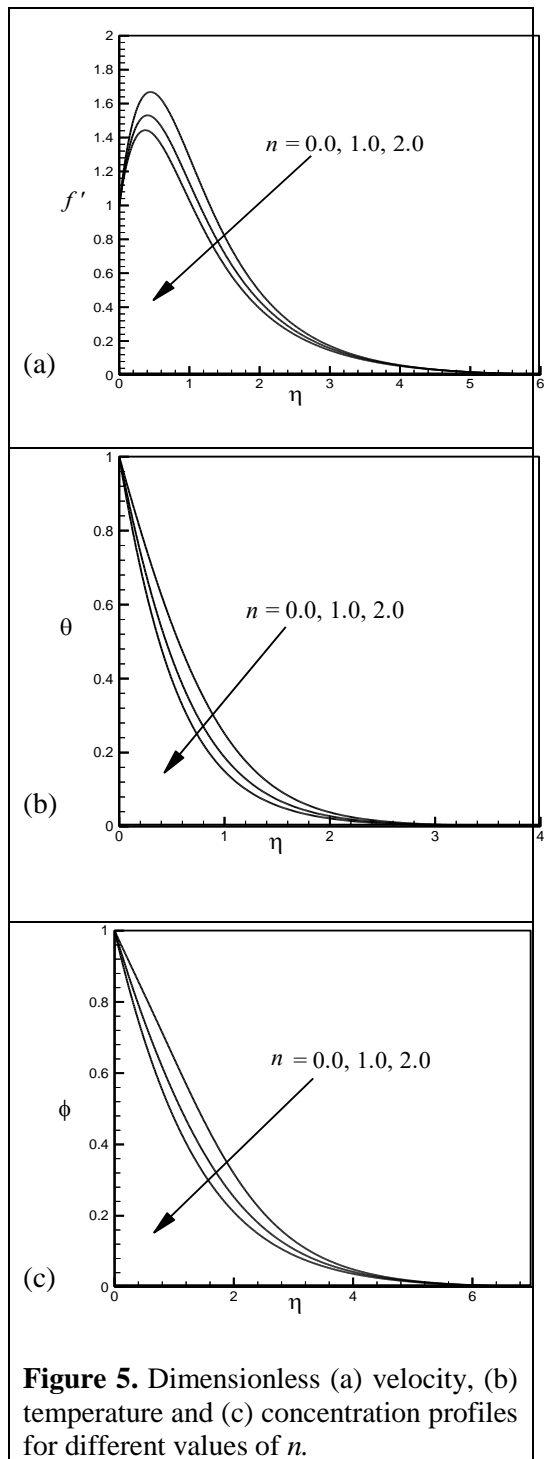 2
1.8
1.6
1.4
1.2
1
0.8
0.6
0.4
0.2
0
f ′
n = 0.0, 1.0, 2.0
(a)
0 1 2 3 4 5 6
η
1
0.8
0.6
0.4
0.2
0
θ
n = 0.0, 1.0, 2.0
(b)
0 1 2 3 4
η
1
0.8
0.6
0.4
0.2
0
ϕ
n = 0.0, 1.0, 2.0
(c)
0 2 4 6
η
Figure 5. Dimensionless (a) velocity, (b)
temperature and (c) concentration profiles
for different values of n.